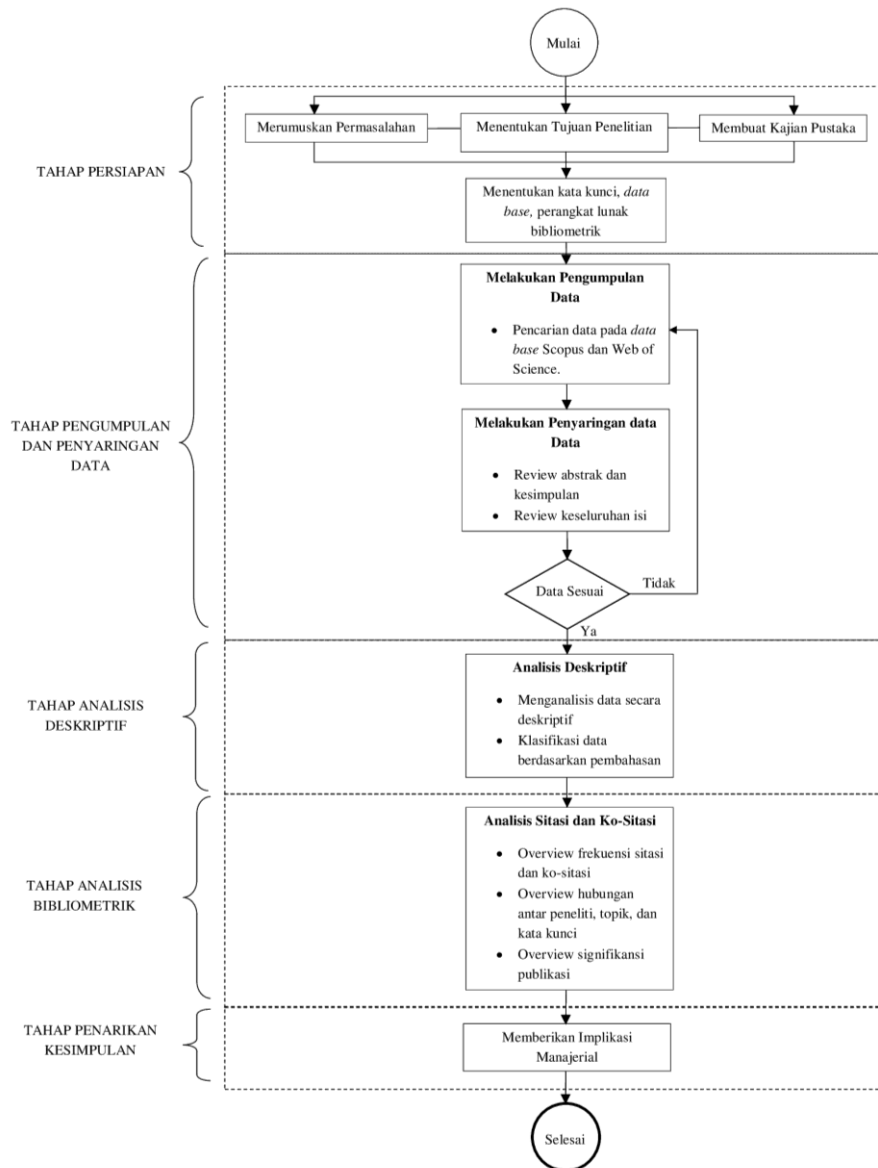 Mulai
TAHAP PERSIAPAN
Merumuskan Permasalahan
Menentukan Tujuan Penelitian
Membuat Kajian Pustaka
Menentukan kata kunci, data
base, perangkat lunak
bibliometrik
TAHAP PENGUMPULAN
DAN PENYARINGAN
DATA
Melakukan Pengumpulan
Data
• Pencarian data pada data
base Scopus dan Web of
Science.
Melakukan Penyaringan data
Data
• Review abstrak dan
kesimpulan
• Review keseluruhan isi
Data Sesuai
Tidak
Ya
TAHAP ANALISIS
DESKRIPTIF
Analisis Deskriptif
• Menganalisis data secara
deskriptif
• Klasifikasi data
berdasarkan pembahasan
TAHAP ANALISIS
BIBLIOMETRIK
Analisis Sitasi dan Ko-Sitasi
• Overview frekuensi sitasi
dan ko-sitasi
• Overview hubungan
antar peneliti, topik, dan
kata kunci
• Overview signifikansi
publikasi
TAHAP PENARIKAN
KESIMPULAN
Memberikan Implikasi
Manajerial
Selesai